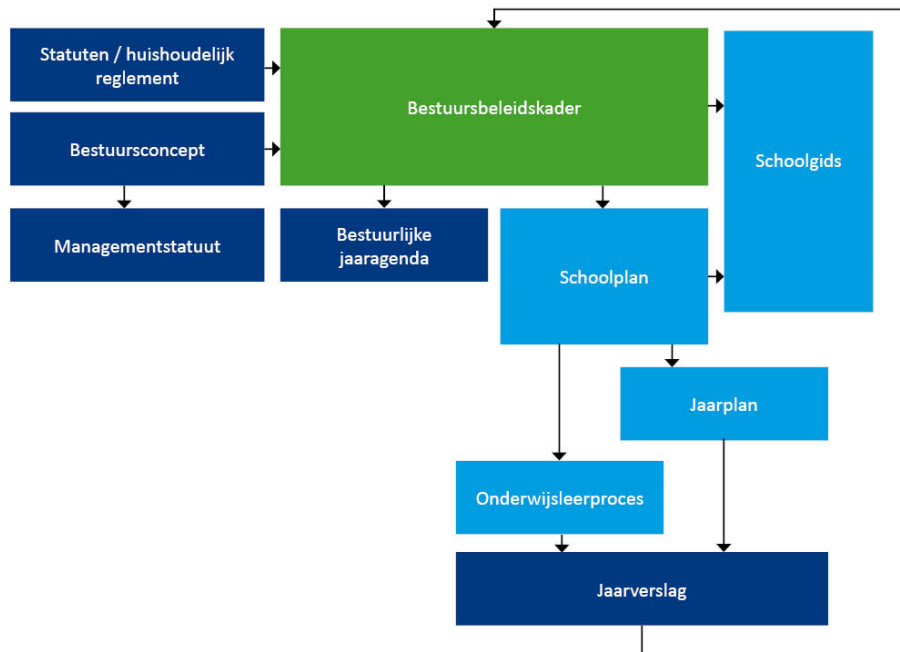 Statuten / huishoudelijk
reglement
Bestuursbeleidskader
Bestuursconcept
Schoolgids
Managementstatuut
Bestuurlijke
jaaragenda
Schoolplan
Jaarplan
Onderwijsleerproces
Jaarverslag